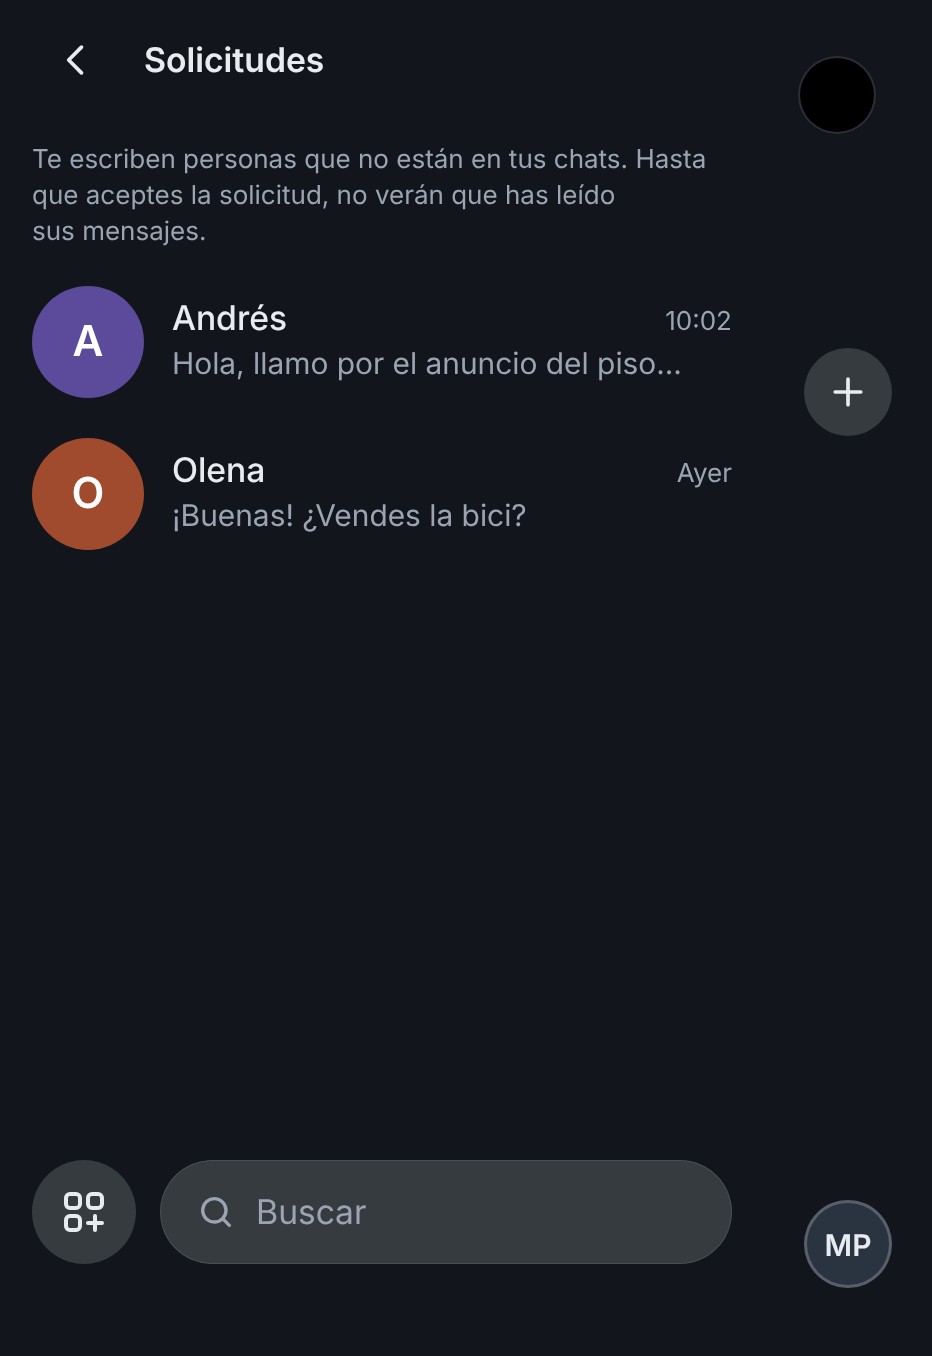 Solicitudes
Te escriben personas que no están en tus chats. Hasta
que aceptes la solicitud, no verán que has leído
sus mensajes.
A
Andrés
10:02
Hola, llamo por el anuncio del piso...
O
Olena
Ayer
¡Buenas! ¿Vendes la bici?
Buscar
MP